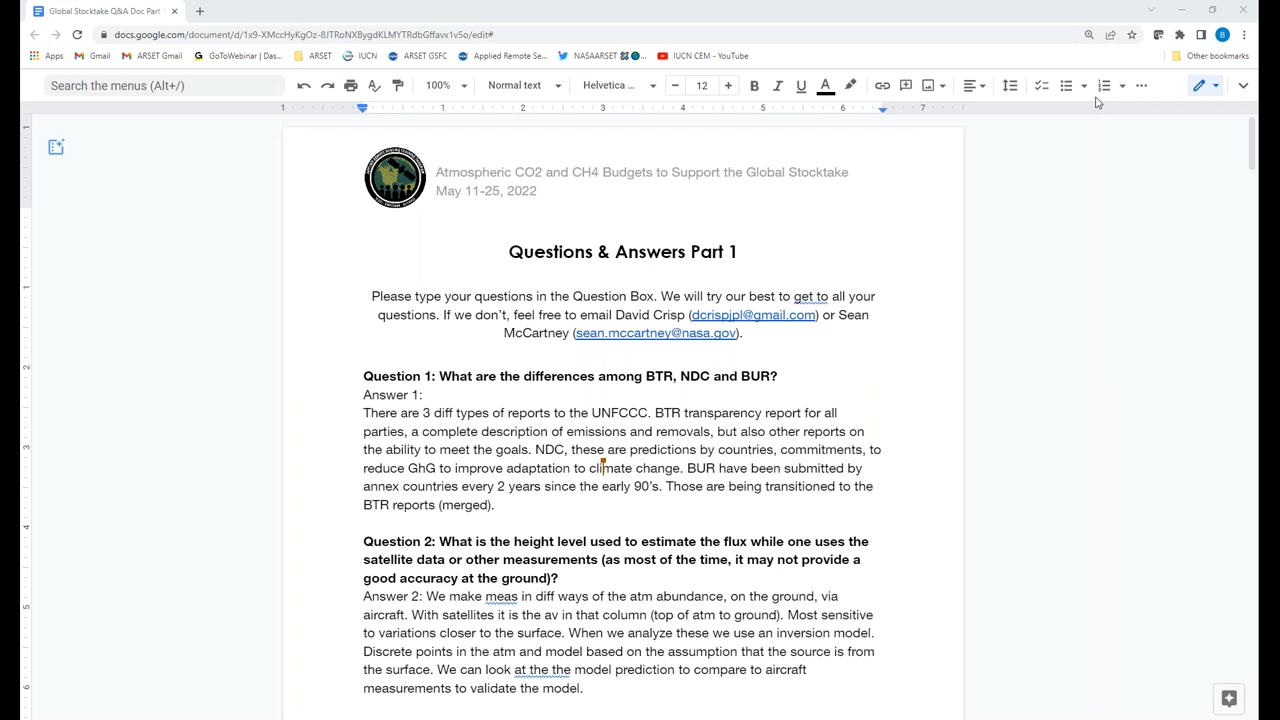 Global Stocktake Q&A Doc Part
docs.google.com/document/d/1x9-XMccHyKgOz-8JTRoNXBygdKLMYTRdbGffavx1v5o/edit#
Apps Gmail ARSET Gmail GoToWebinar | Das... ARSET IUCN ARSET GSFC Applied Remote Se... NASAARSET IUCN CEM - YouTube Other bookmarks
Search the menus (Alt+/) 100% Normal text Helvetica ... 12
1 1 2 3 4 5 6 7
Atmospheric CO2 and CH4 Budgets to Support the Global Stocktake
May 11-25, 2022
Questions & Answers Part 1
Please type your questions in the Question Box. We will try our best to get to all your
questions. If we don't, feel free to email David Crisp (dcrispjpl@gmail.com) or Sean
McCartney (sean.mccartney@nasa.gov).
Question 1: What are the differences among BTR, NDC and BUR?
Answer 1:
There are 3 diff types of reports to the UNFCCC. BTR transparency report for all
parties, a complete description of emissions and removals, but also other reports on
the ability to meet the goals. NDC, these are predictions by countries, commitments, to
reduce GhG to improve adaptation to climate change. BUR have been submitted by
annex countries every 2 years since the early 90's. Those are being transitioned to the
BTR reports (merged).
Question 2: What is the height level used to estimate the flux while one uses the
satellite data or other measurements (as most of the time, it may not provide a
good accuracy at the ground)?
Answer 2: We make meas in diff ways of the atm abundance, on the ground, via
aircraft. With satellites it is the av in that column (top of atm to ground). Most sensitive
to variations closer to the surface. When we analyze these we use an inversion model.
Discrete points in the atm and model based on the assumption that the source is from
the surface. We can look at the the model prediction to compare to aircraft
measurements to validate the model.